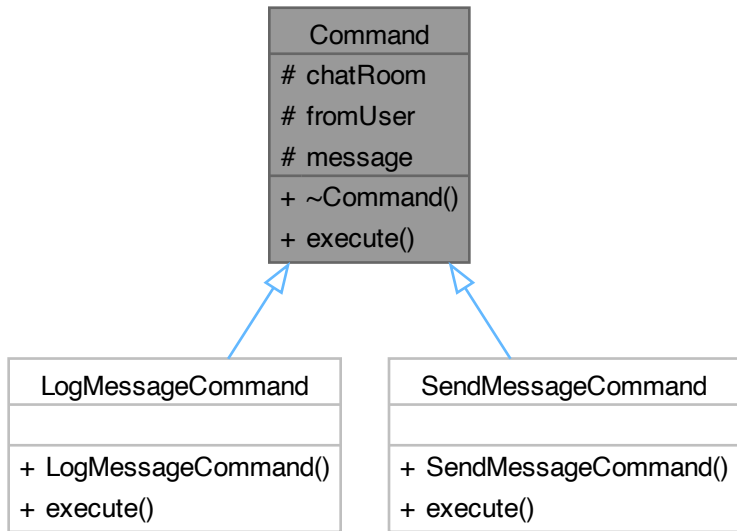 Command
# chatRoom
# fromUser
# message
+ ~Command()
+ execute()
LogMessageCommand
+ LogMessageCommand()
+ execute()
SendMessageCommand
+ SendMessageCommand()
+ execute()